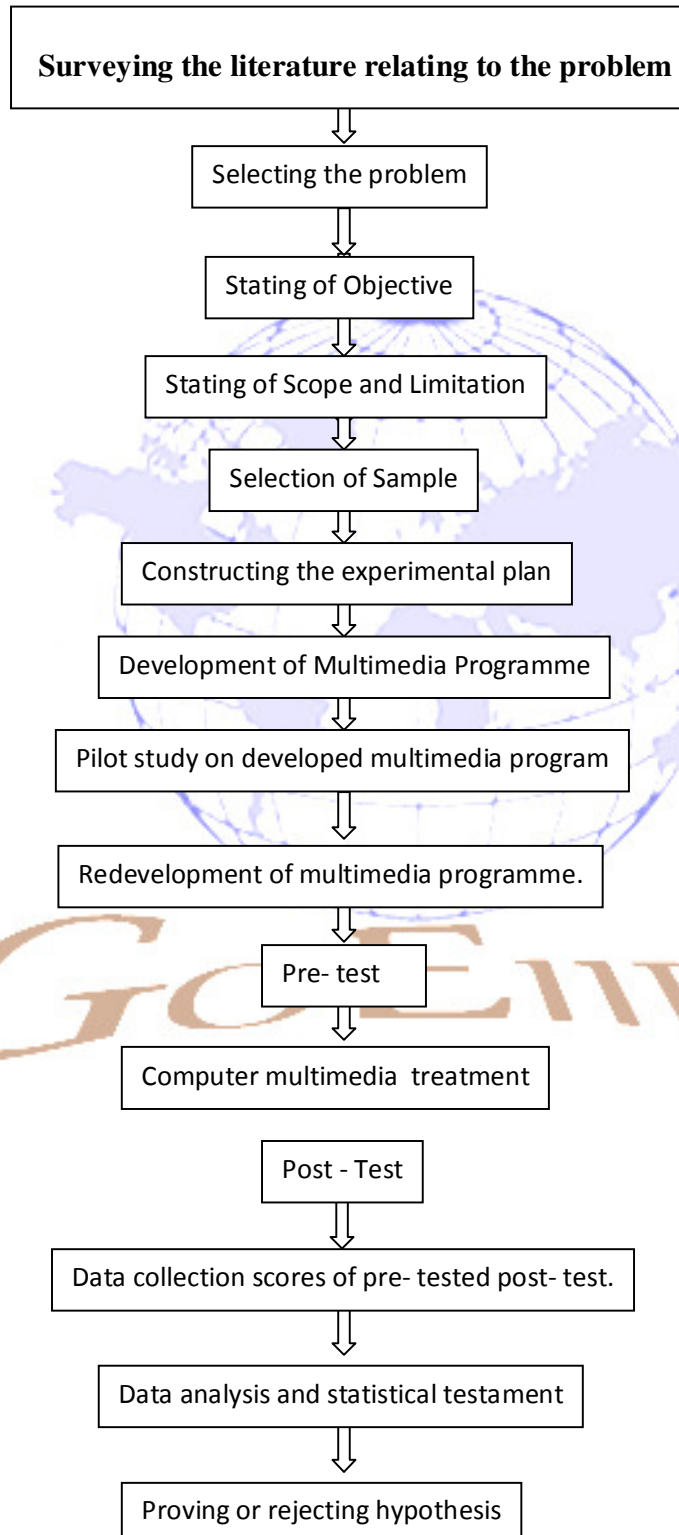 Surveying the literature relating to the problem
Selecting the problem
Stating of Objective
Stating of Scope and Limitation
Selection of Sample
Constructing the experimental plan
Development of Multimedia Programme
Pilot study on developed multimedia program
Redevelopment of multimedia programme.
Pre- test
Computer multimedia treatment
Post - Test
Data collection scores of pre- tested post- test.
Data analysis and statistical testament
Proving or rejecting hypothesis